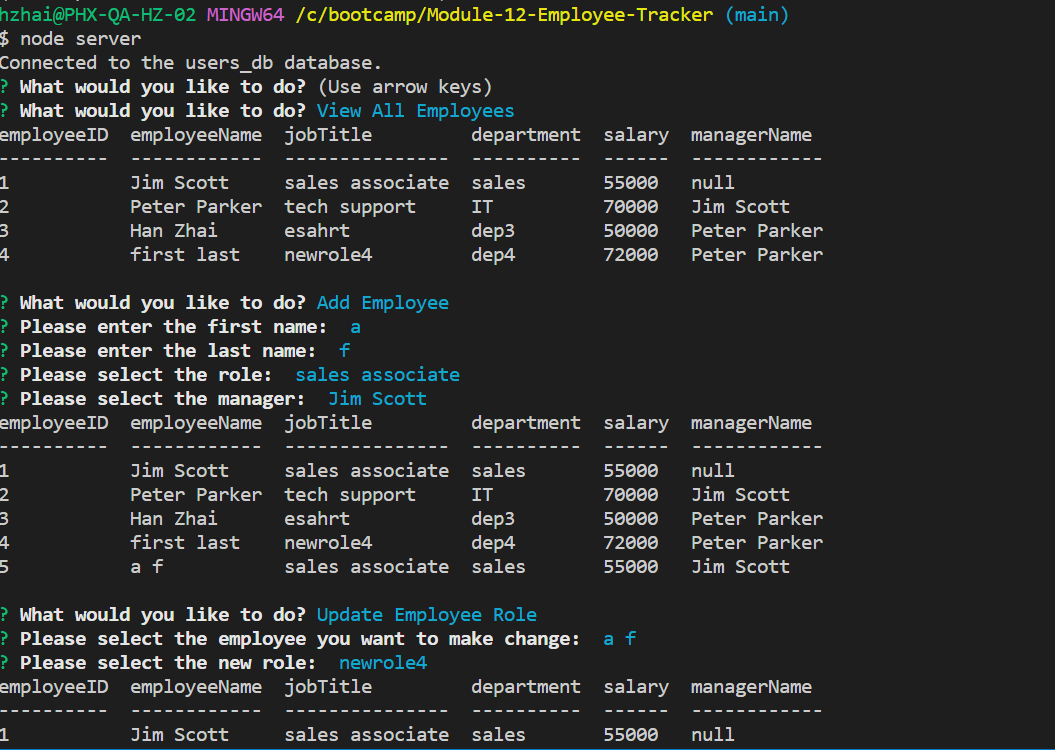 hzhai@PHX-QA-HZ-02 MINGW64 /c/bootcamp/Module-12-Employee-Tracker (main)
$ node server
Connected to the users_db database.
? What would you like to do? (Use arrow keys)
? What would you like to do? View All Employees
employeeID  employeeName  jobTitle         department  salary  managerName
----------  ------------  ---------------  ----------  ------  ------------
1           Jim Scott     sales associate  sales       55000   null
2           Peter Parker  tech support     IT          70000   Jim Scott
3           Han Zhai      esahrt           dep3        50000   Peter Parker
4           first last    newrole4         dep4        72000   Peter Parker
? What would you like to do? Add Employee
? Please enter the first name:  a
? Please enter the last name:  f
? Please select the role:  sales associate
? Please select the manager:  Jim Scott
employeeID  employeeName  jobTitle         department  salary  managerName
----------  ------------  ---------------  ----------  ------  ------------
1           Jim Scott     sales associate  sales       55000   null
2           Peter Parker  tech support     IT          70000   Jim Scott
3           Han Zhai      esahrt           dep3        50000   Peter Parker
4           first last    newrole4         dep4        72000   Peter Parker
5           a f           sales associate  sales       55000   Jim Scott
? What would you like to do? Update Employee Role
? Please select the employee you want to make change:  a f
? Please select the new role:  newrole4
employeeID  employeeName  jobTitle         department  salary  managerName
----------  ------------  ---------------  ----------  ------  ------------
1           Jim Scott     sales associate  sales       55000   null